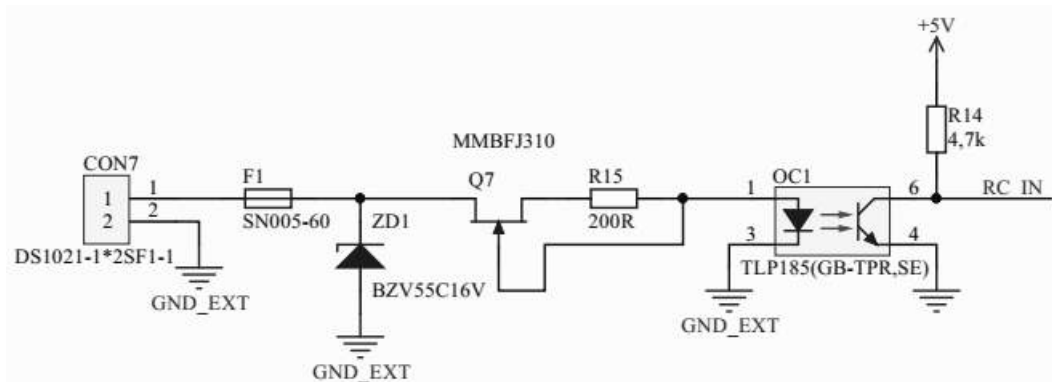 +5V
R14
4,7k
MMBFJ310
CON7
F1
Q7
R15
OC1
1
1
2
2
1
6
RC_IN
SN005-60
ZD1
200R
3
4
DS1021-1*2SF1-1
TLP185(GB-TPR,SE)
BZV55C16V
GND_EXT
GND_EXT
GND_EXT